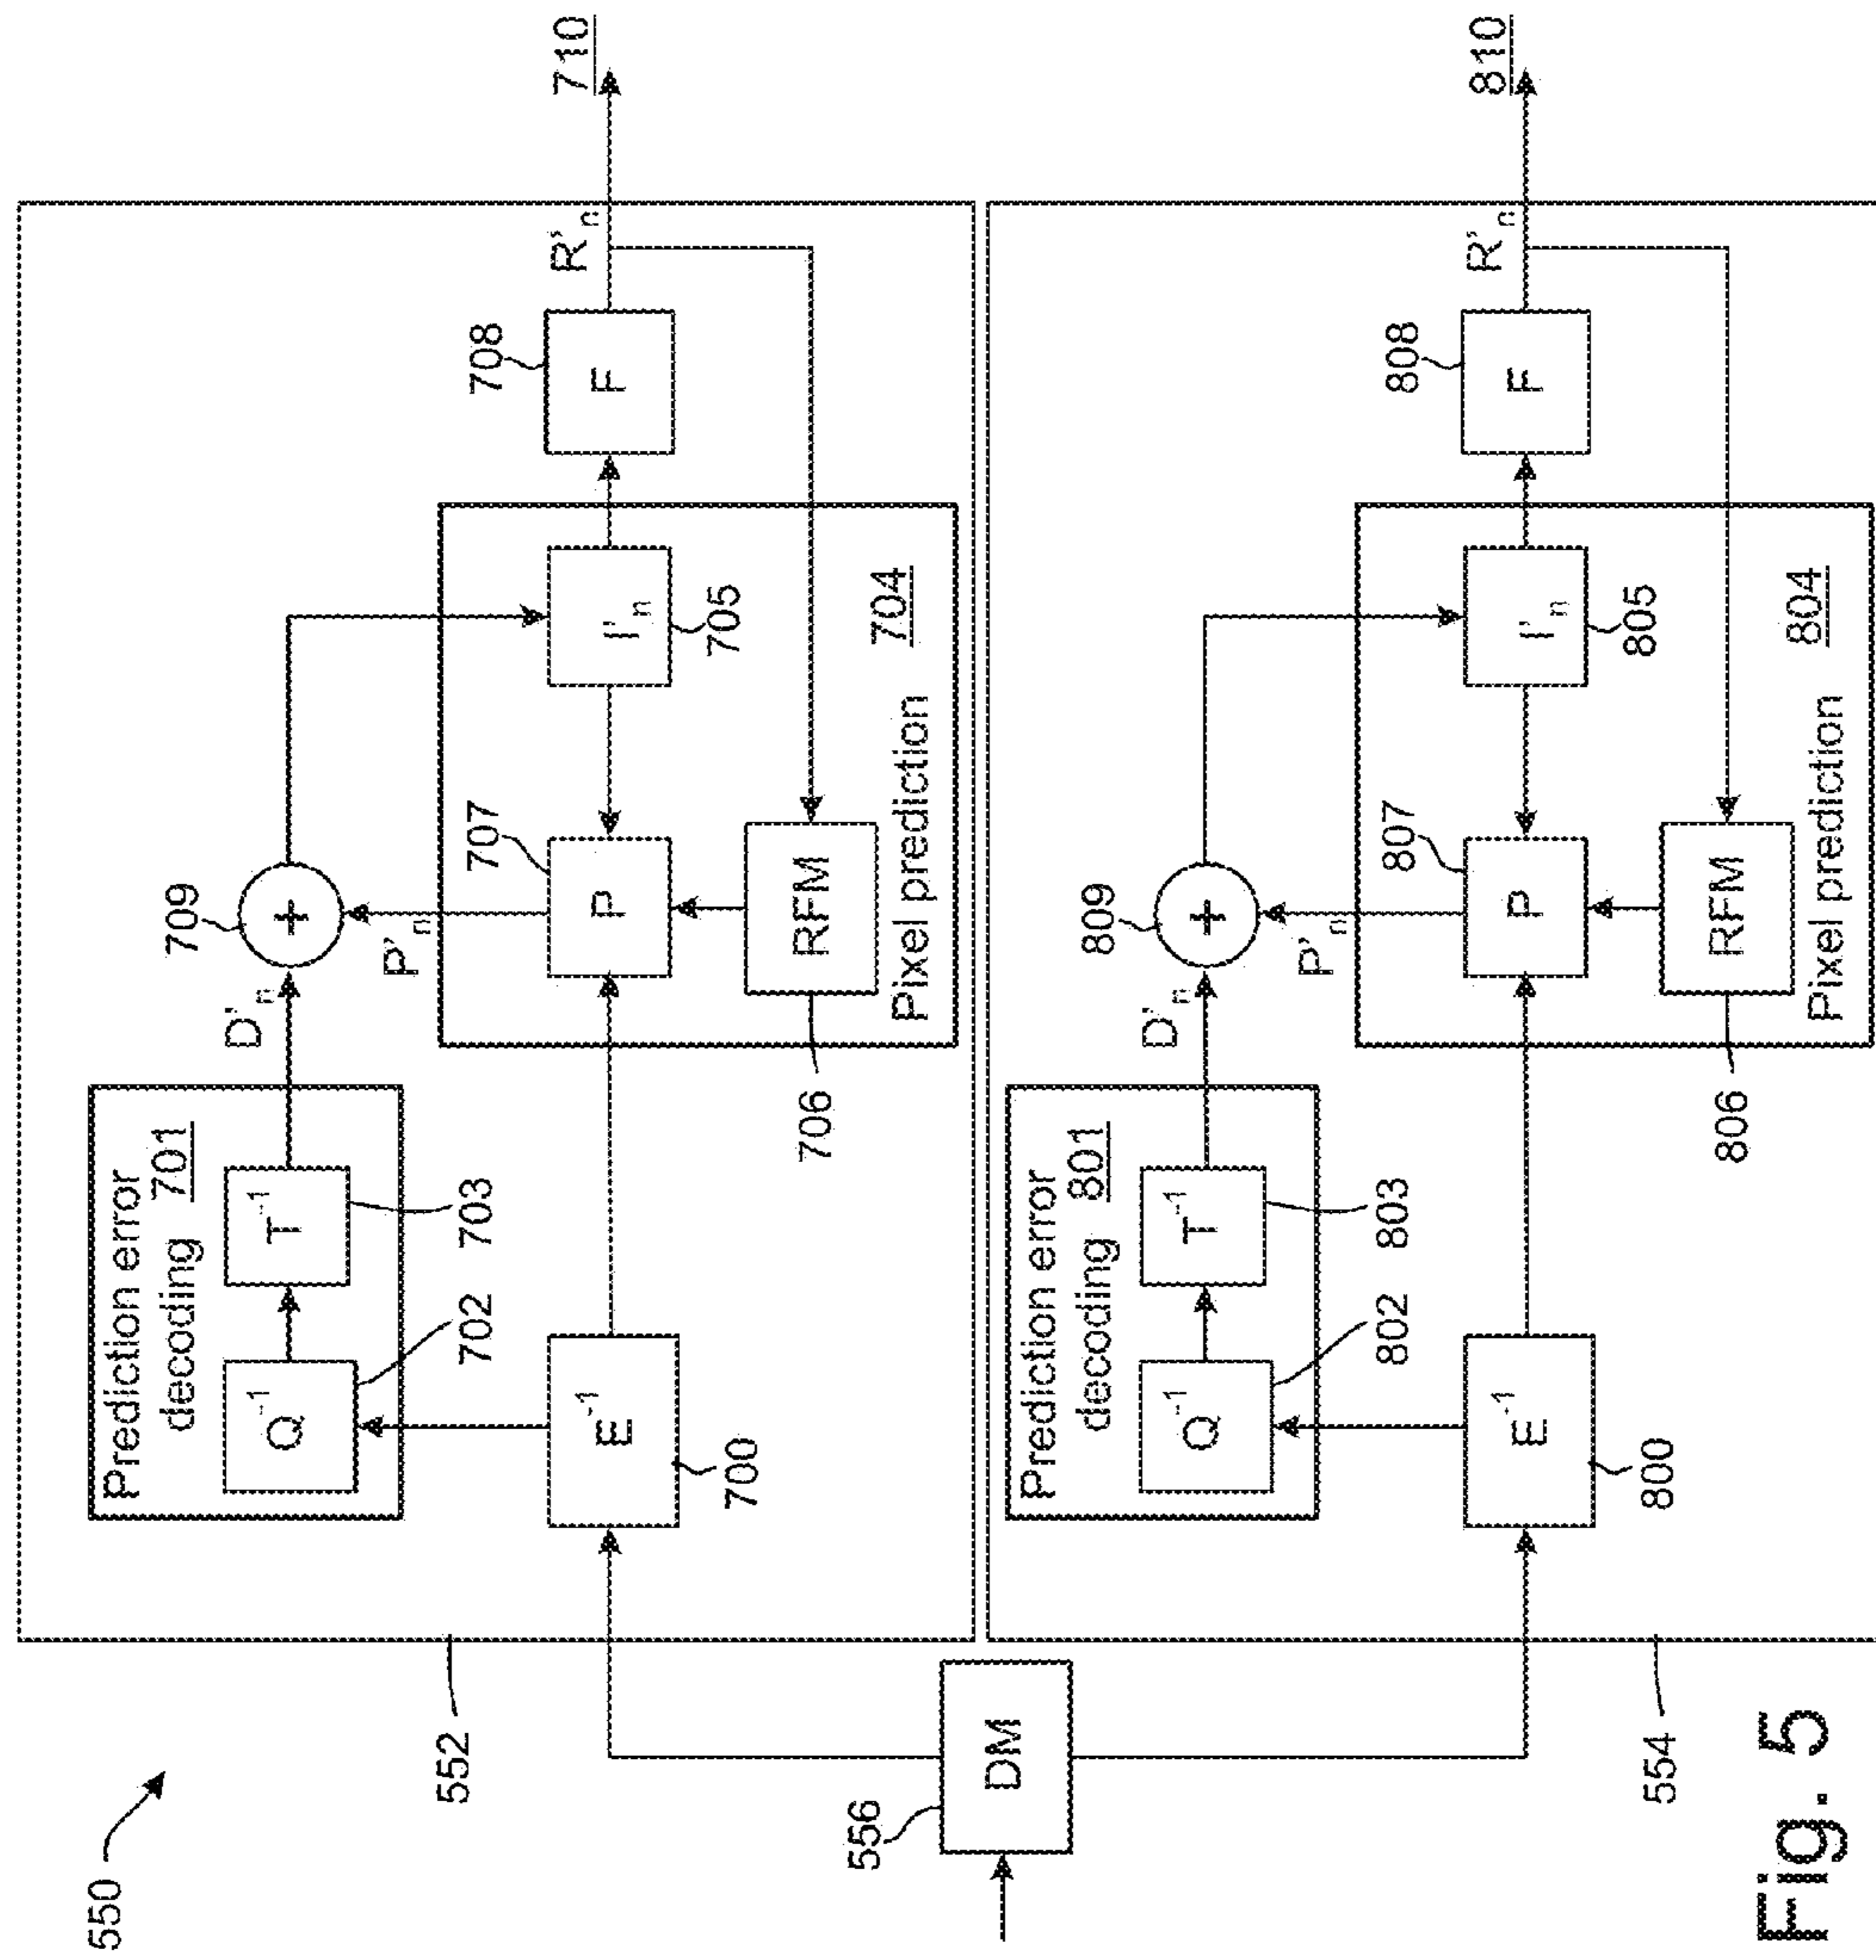 550
552
Prediction error
decoding 701
Q⁻¹
T⁻¹
702
703
D'ₙ
709
+
P'ₙ
E⁻¹
700
707
P
I'ₙ
705
RFM
706
704
Pixel prediction
708
F
R'ₙ
710
556
DM
554
Prediction error
decoding 801
Q⁻¹
T⁻¹
802
803
D'ₙ
809
+
P'ₙ
E⁻¹
800
807
P
I'ₙ
805
RFM
806
804
Pixel prediction
808
F
R'ₙ
810
Fig. 5